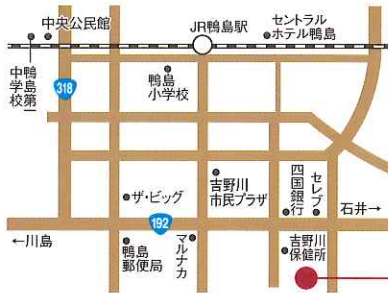 中央公民館
JR鴨島駅
セントラル
ホテル鴨島
鴨島第一
中学校
鴨島
小学校
318
吉野川
市民プラザ
四国銀行
セレブ
ザ・ビッグ
192
石井→
←川島
鴨島
郵便局
マルナカ
吉野川
保健所